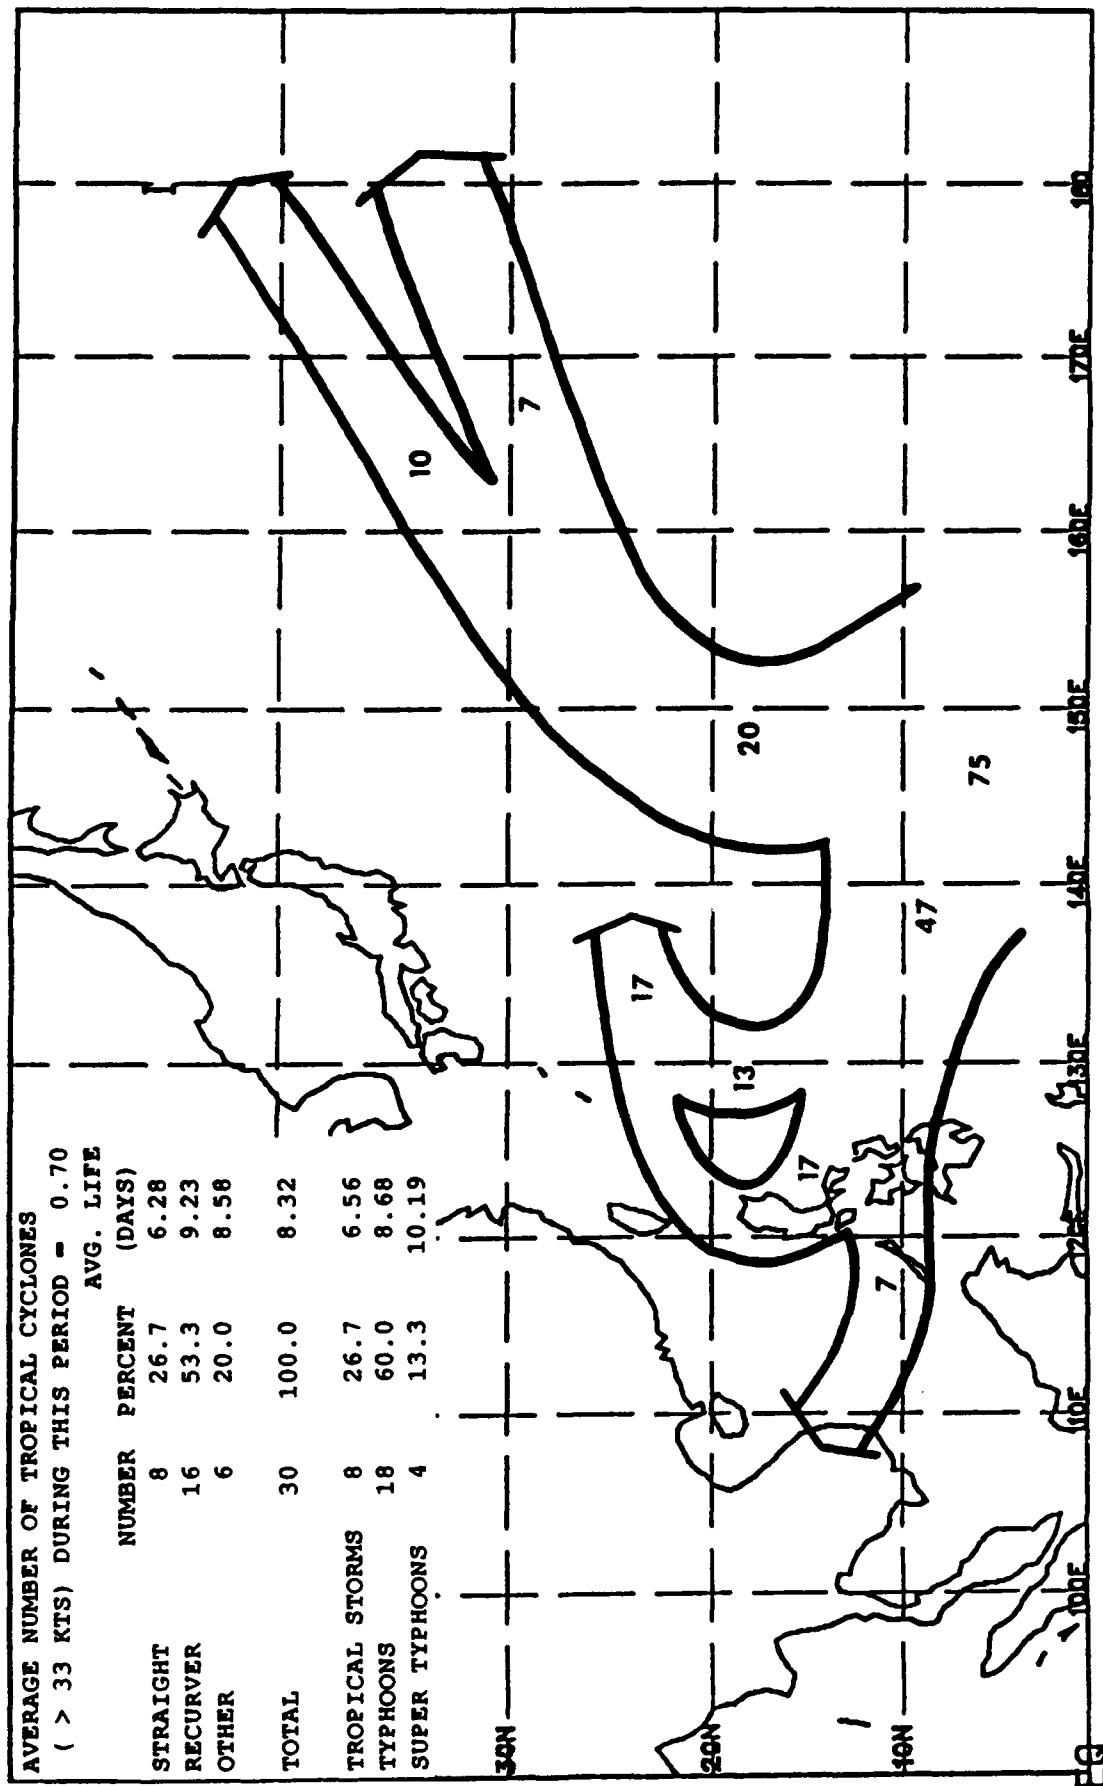 AVERAGE NUMBER OF TROPICAL CYCLONES
( > 33 KTS) DURING THIS PERIOD = 0.70
AVG. LIFE
NUMBER PERCENT (DAYS)
STRAIGHT 8 26.7 6.28
RECURVER 16 53.3 9.23
OTHER 6 20.0 8.58
TOTAL 30 100.0 8.32
TROPICAL STORMS 8 26.7 6.56
TYPHOONS 18 60.0 8.68
SUPER TYPHOONS 4 13.3 10.19
10
7
30N
17
13
20
20N
17
7
47
75
10N
EQ
100E
110E
120E
130E
140E
150E
160E
170E
180